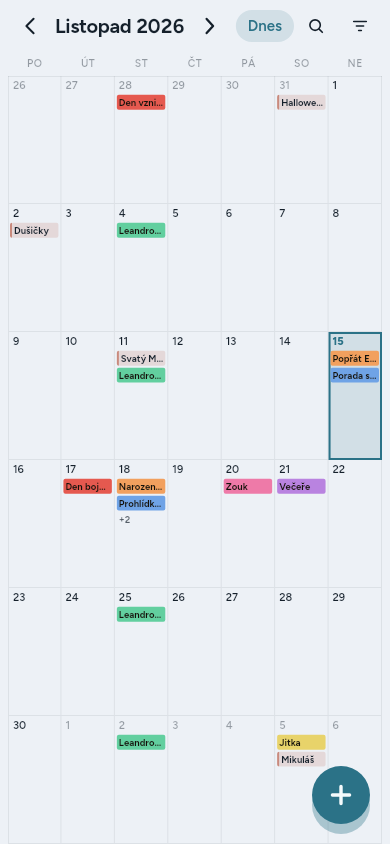 Listopad 2026 Dnes
PO ÚT ST ČT PÁ SO NE
26 27 28 29 30 31 1
Den vzni... Hallowe...
2 3 4 5 6 7 8
Dušičky Leandro...
9 10 11 12 13 14 15
Svatý M... Popřát E...
Leandro... Porada s...
16 17 18 19 20 21 22
Den boj... Narozen... Zouk Večeře
Prohlídk...
+2
23 24 25 26 27 28 29
Leandro...
30 1 2 3 4 5 6
Leandro... Jitka
Mikuláš